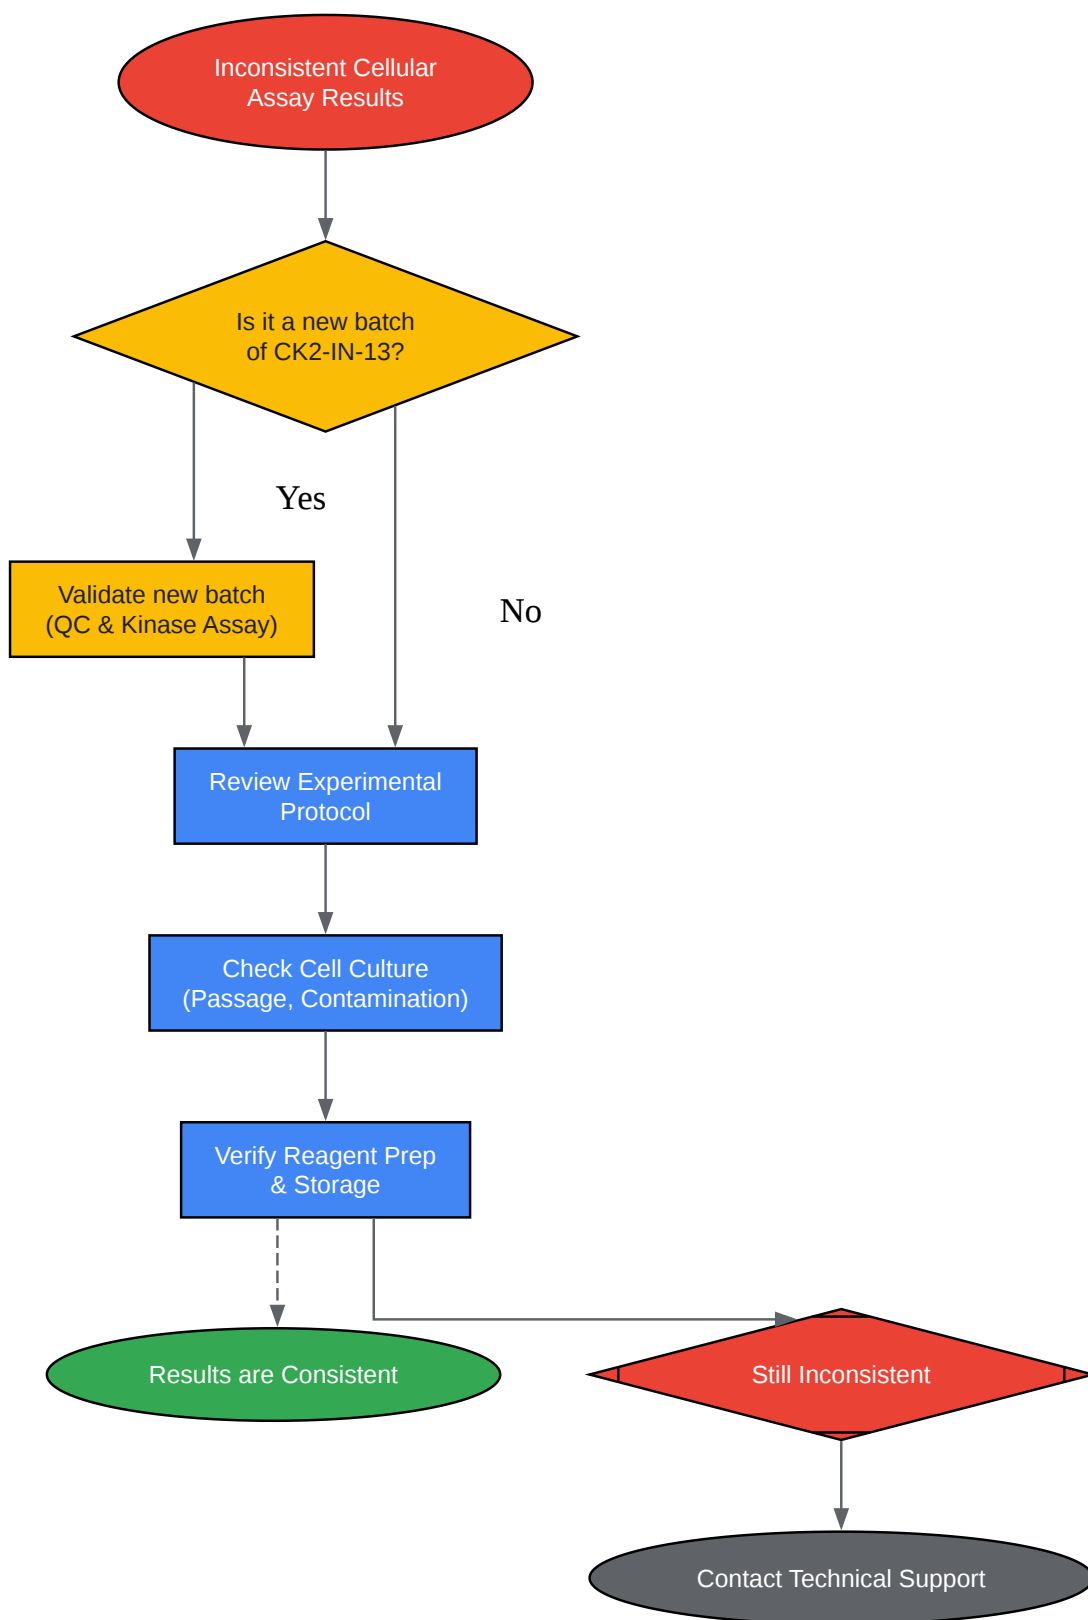 Inconsistent Cellular
Assay Results
Is it a new batch
of CK2-IN-13?
Yes
Validate new batch
(QC & Kinase Assay)
No
Review Experimental
Protocol
Check Cell Culture
(Passage, Contamination)
Verify Reagent Prep
& Storage
Results are Consistent
Still Inconsistent
Contact Technical Support